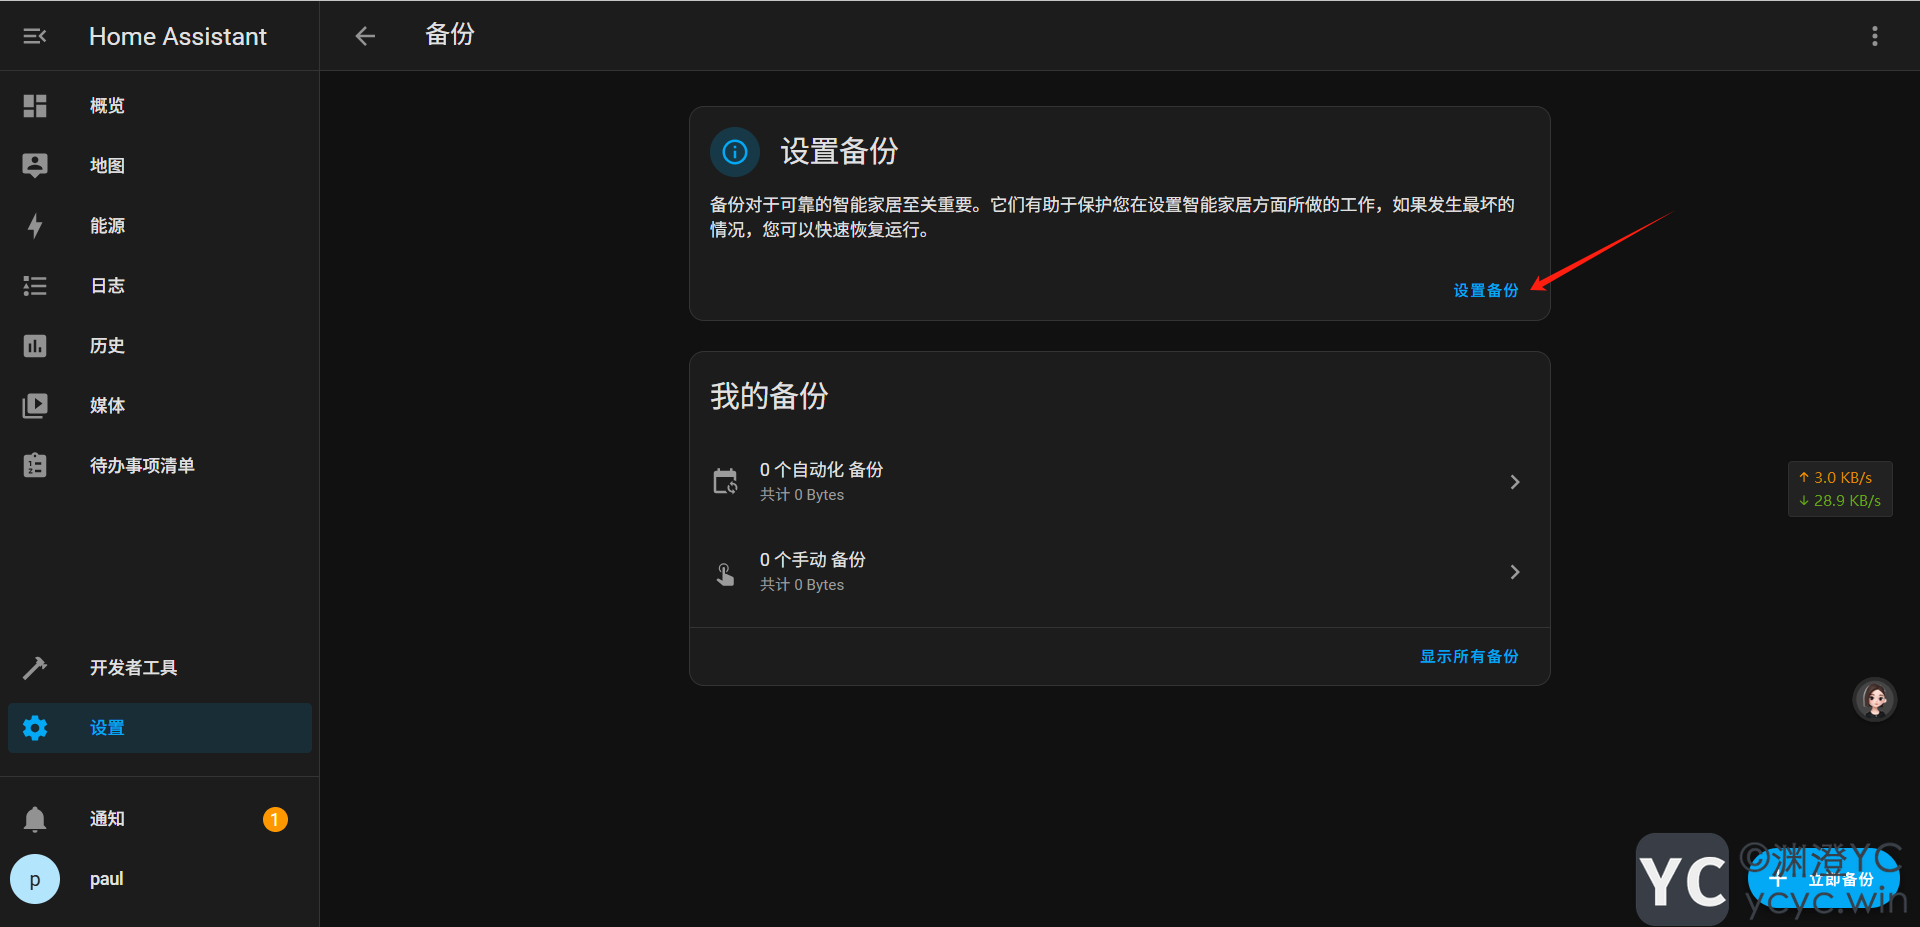 Home Assistant
备份
概览
地图
能源
日志
历史
媒体
待办事项清单
开发者工具
设置
通知
1
p
paul
设置备份
备份对于可靠的智能家居至关重要。它们有助于保护您在设置智能家居方面所做的工作，如果发生最坏的
情况，您可以快速恢复运行。
设置备份
我的备份
0 个自动化 备份
共计 0 Bytes
0 个手动 备份
共计 0 Bytes
显示所有备份
↑ 3.0 KB/s
↓ 28.9 KB/s
立即备份
YC
©渊澄YC
ycyc.win